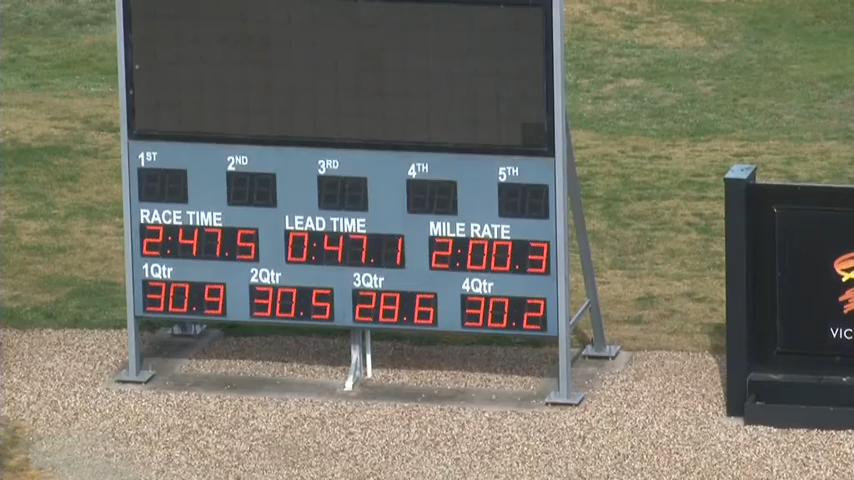 1ST 2ND 3RD 4TH 5TH
RACE TIME LEAD TIME MILE RATE
2:47.5 0:47.1 2:00.3
1Qtr 2Qtr 3Qtr 4Qtr
30.9 30.5 28.6 30.2
VIC